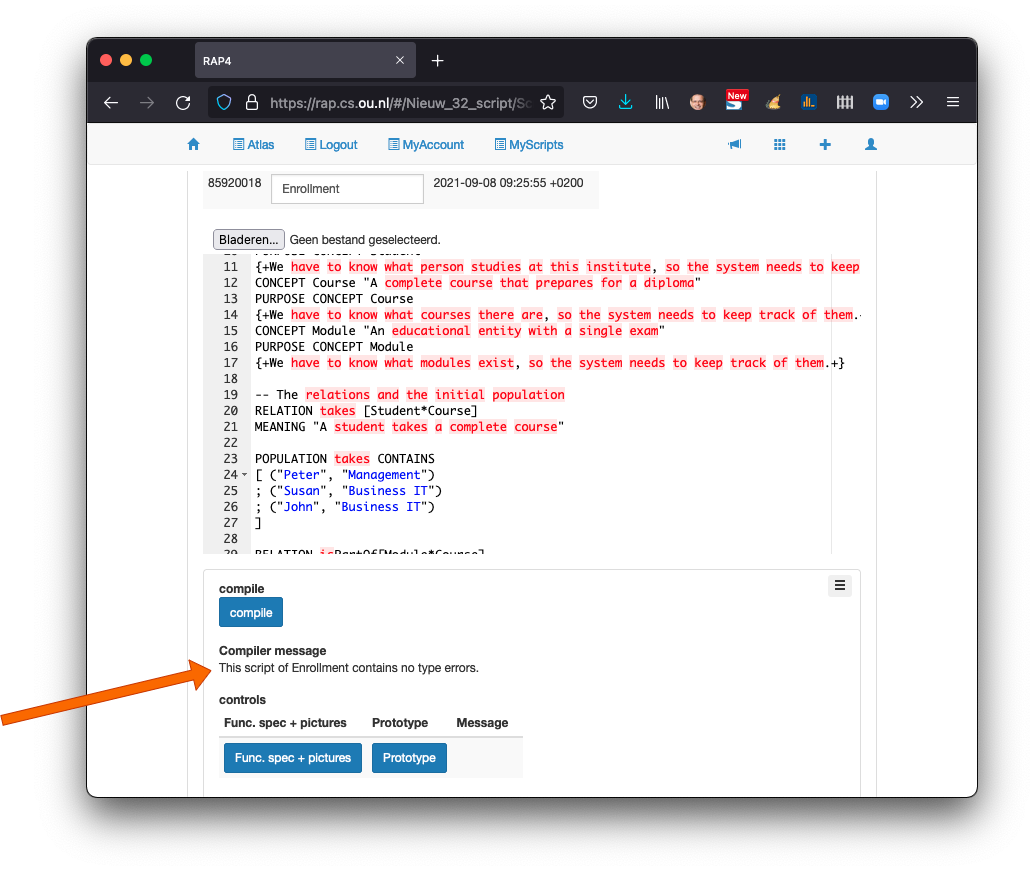 RAP4
https://rap.cs.ou.nl/#/Nieuw_32_script/Sc
New
Atlas
Logout
MyAccount
MyScripts
85920018 Enrollment 2021-09-08 09:25:55 +0200
Bladeren... Geen bestand geselecteerd.
10 PURPOSE CONCEPT Student
11 {+We have to know what person studies at this institute, so the system needs to keep
12 CONCEPT Course "A complete course that prepares for a diploma"
13 PURPOSE CONCEPT Course
14 {+We have to know what courses there are, so the system needs to keep track of them.
15 CONCEPT Module "An educational entity with a single exam"
16 PURPOSE CONCEPT Module
17 {+We have to know what modules exist, so the system needs to keep track of them.+}
18
19 -- The relations and the initial population
20 RELATION takes [Student*Course]
21 MEANING "A student takes a complete course"
22
23 POPULATION takes CONTAINS
24 [ ("Peter", "Management")
25 ; ("Susan", "Business IT")
26 ; ("John", "Business IT")
27 ]
28
29 RELATION isPartOf[Module*Course]
compile
compile
Compiler message
This script of Enrollment contains no type errors.
controls
Func. spec + pictures Prototype Message
Func. spec + pictures Prototype